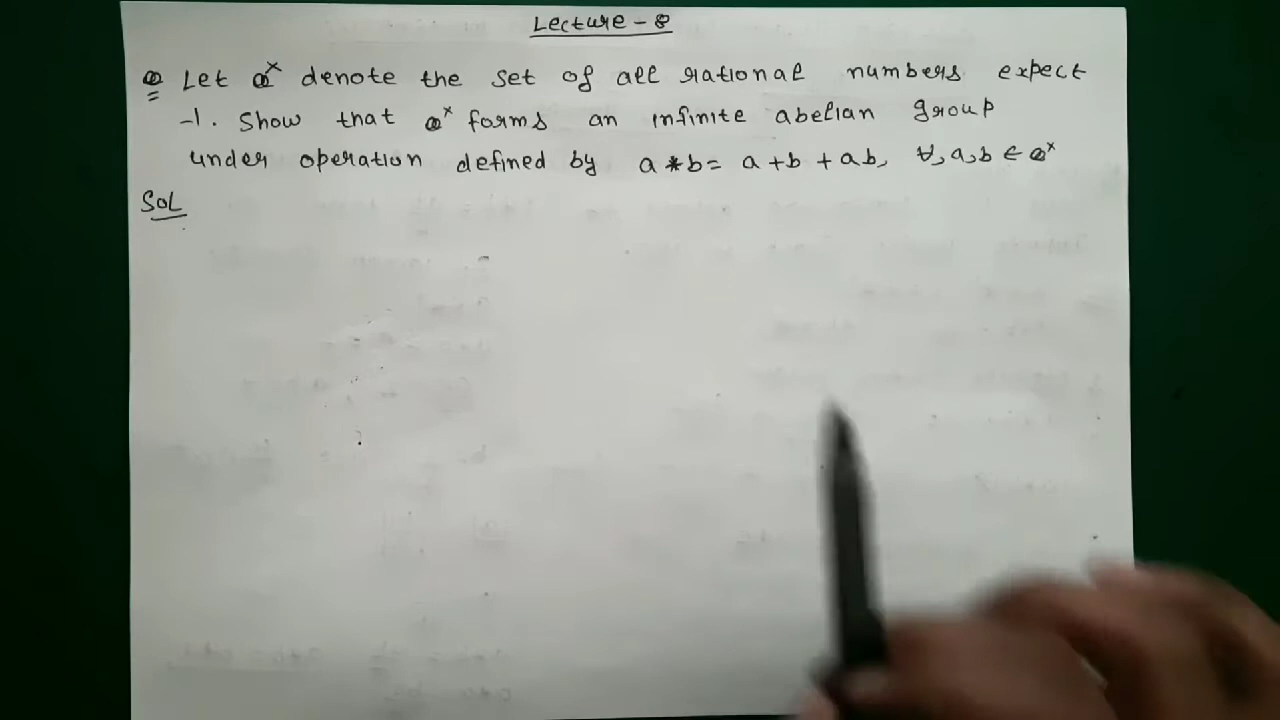 Lecture - 8
Q Let Q^x denote the set of all rational numbers expect
-1. Show that Q^x forms an infinite abelian group
under operation defined by a * b = a + b + ab, ∀, a, b ∈ Q^x
Sol